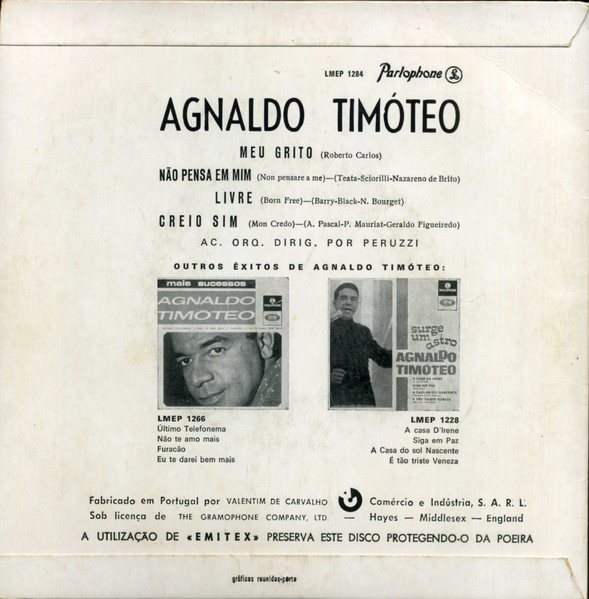 LMEP 1284 Parlophone
AGNALDO TIMÓTEO
MEU GRITO (Roberto Carlos)
NÃO PENSA EM MIM (Non pensare a me)—(Testa-Sciorilli-Nazareno de Brito)
LIVRE (Born Free)—(Barry-Black-N. Bourget)
CREIO SIM (Mon Credo)—(A. Pascal-P. Mauriat-Geraldo Figueiredo)
AC. ORQ. DIRIG. POR PERUZZI
OUTROS ÊXITOS DE AGNALDO TIMÓTEO:
mais sucessos
AGNALDO
TIMOTEO
surge
um
astro
AGNALDO
TIMÓTEO
LMEP 1266
Último Telefonema
Não te amo mais
Furacão
Eu te darei bem mais
LMEP 1228
A casa D'Irene
Siga em Paz
A Casa do sol Nascente
É tão triste Veneza
Fabricado em Portugal por VALENTIM DE CARVALHO Comércio e Indústria, S. A. R. L.
Sob licença de THE GRAMOPHONE COMPANY, LTD. — Hayes — Middlesex — England
A UTILIZAÇÃO DE «EMITEX» PRESERVA ESTE DISCO PROTEGENDO-O DA POEIRA
gráficas reunidas-porto